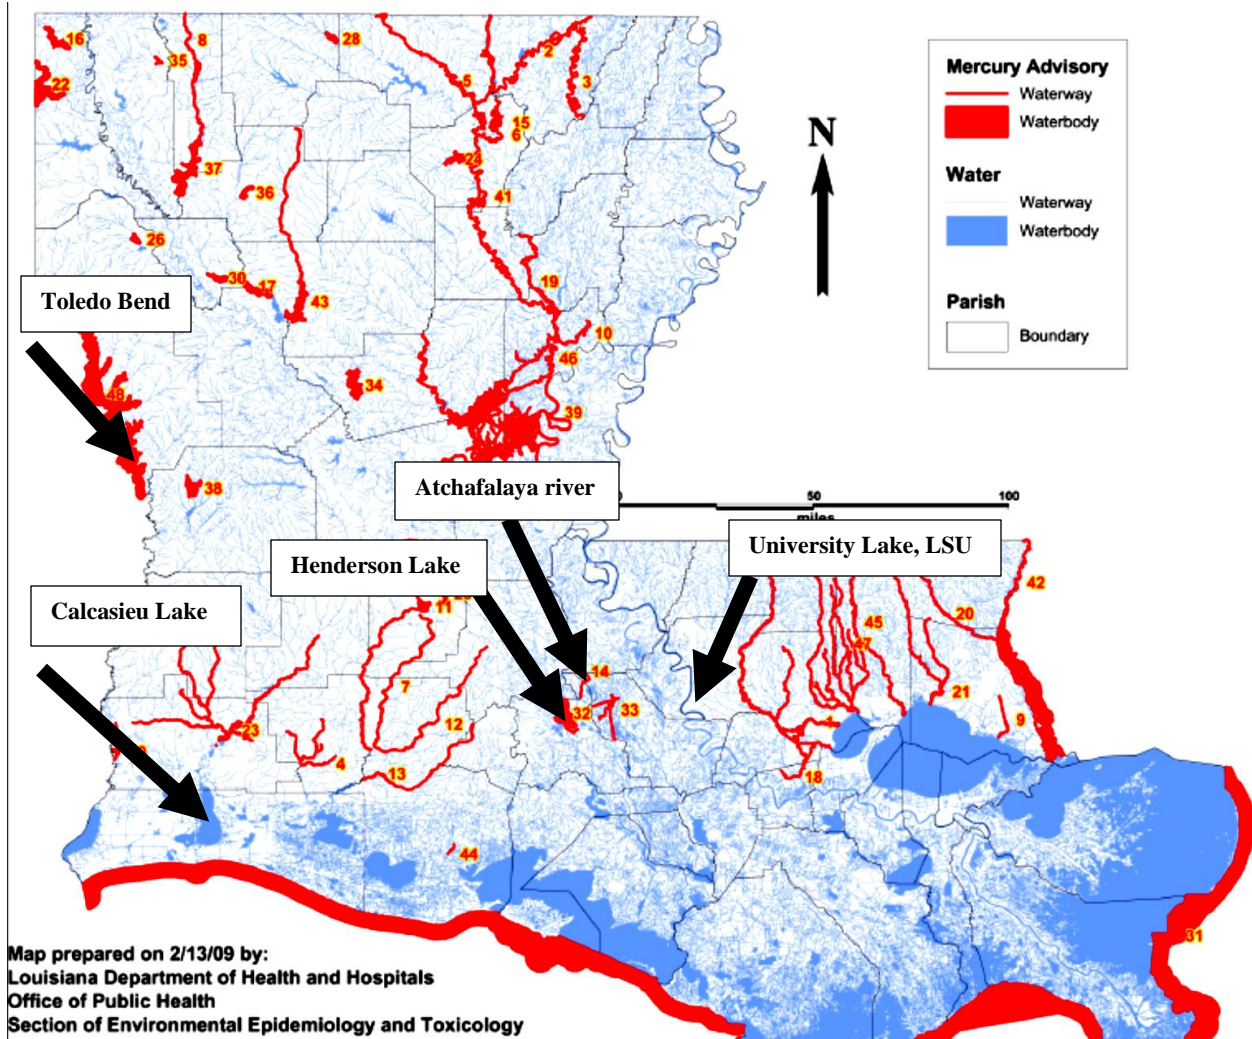 16
8
28
2
35
5
3
22
15
6
24
37
36
41
26
30
17
19
43
Toledo Bend
10
46
34
48
39
38
Atchafalaya river
50
100
miles
University Lake, LSU
Henderson Lake
42
Calcasieu Lake
11
20
45
47
14
7
21
32
33
12
9
23
1
4
13
18
44
31
N
Mercury Advisory
Waterway
Waterbody
Water
Waterway
Waterbody
Parish
Boundary
Map prepared on 2/13/09 by:
Louisiana Department of Health and Hospitals
Office of Public Health
Section of Environmental Epidemiology and Toxicology